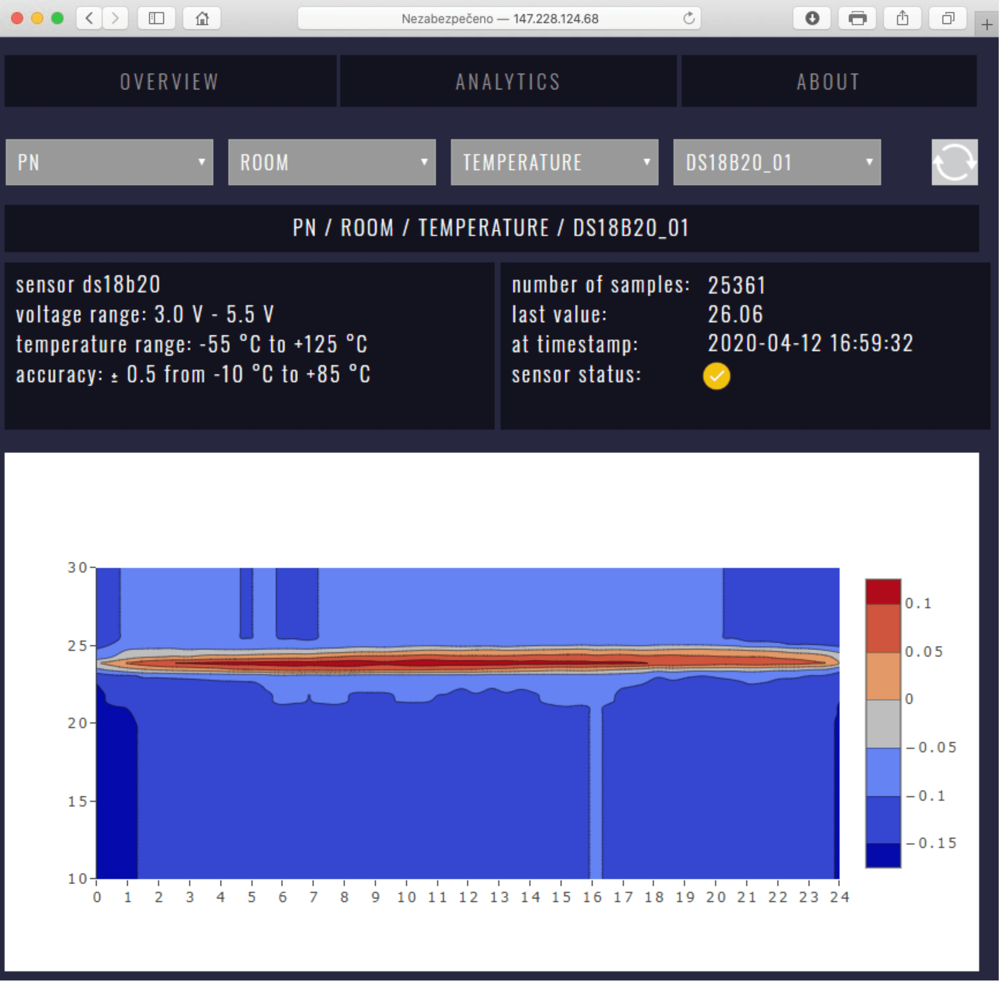 Nezabezpečeno — 147.228.124.68
OVERVIEW ANALYTICS ABOUT
PN ROOM TEMPERATURE DS18B20_01
PN / ROOM / TEMPERATURE / DS18B20_01
sensor ds18b20
voltage range: 3.0 V - 5.5 V
temperature range: -55 °C to +125 °C
accuracy: ± 0.5 from -10 °C to +85 °C
number of samples: 25361
last value: 26.06
at timestamp: 2020-04-12 16:59:32
sensor status:
30
25
20
15
10
0 1 2 3 4 5 6 7 8 9 10 11 12 13 14 15 16 17 18 19 20 21 22 23 24
0.1
0.05
0
−0.05
−0.1
−0.15